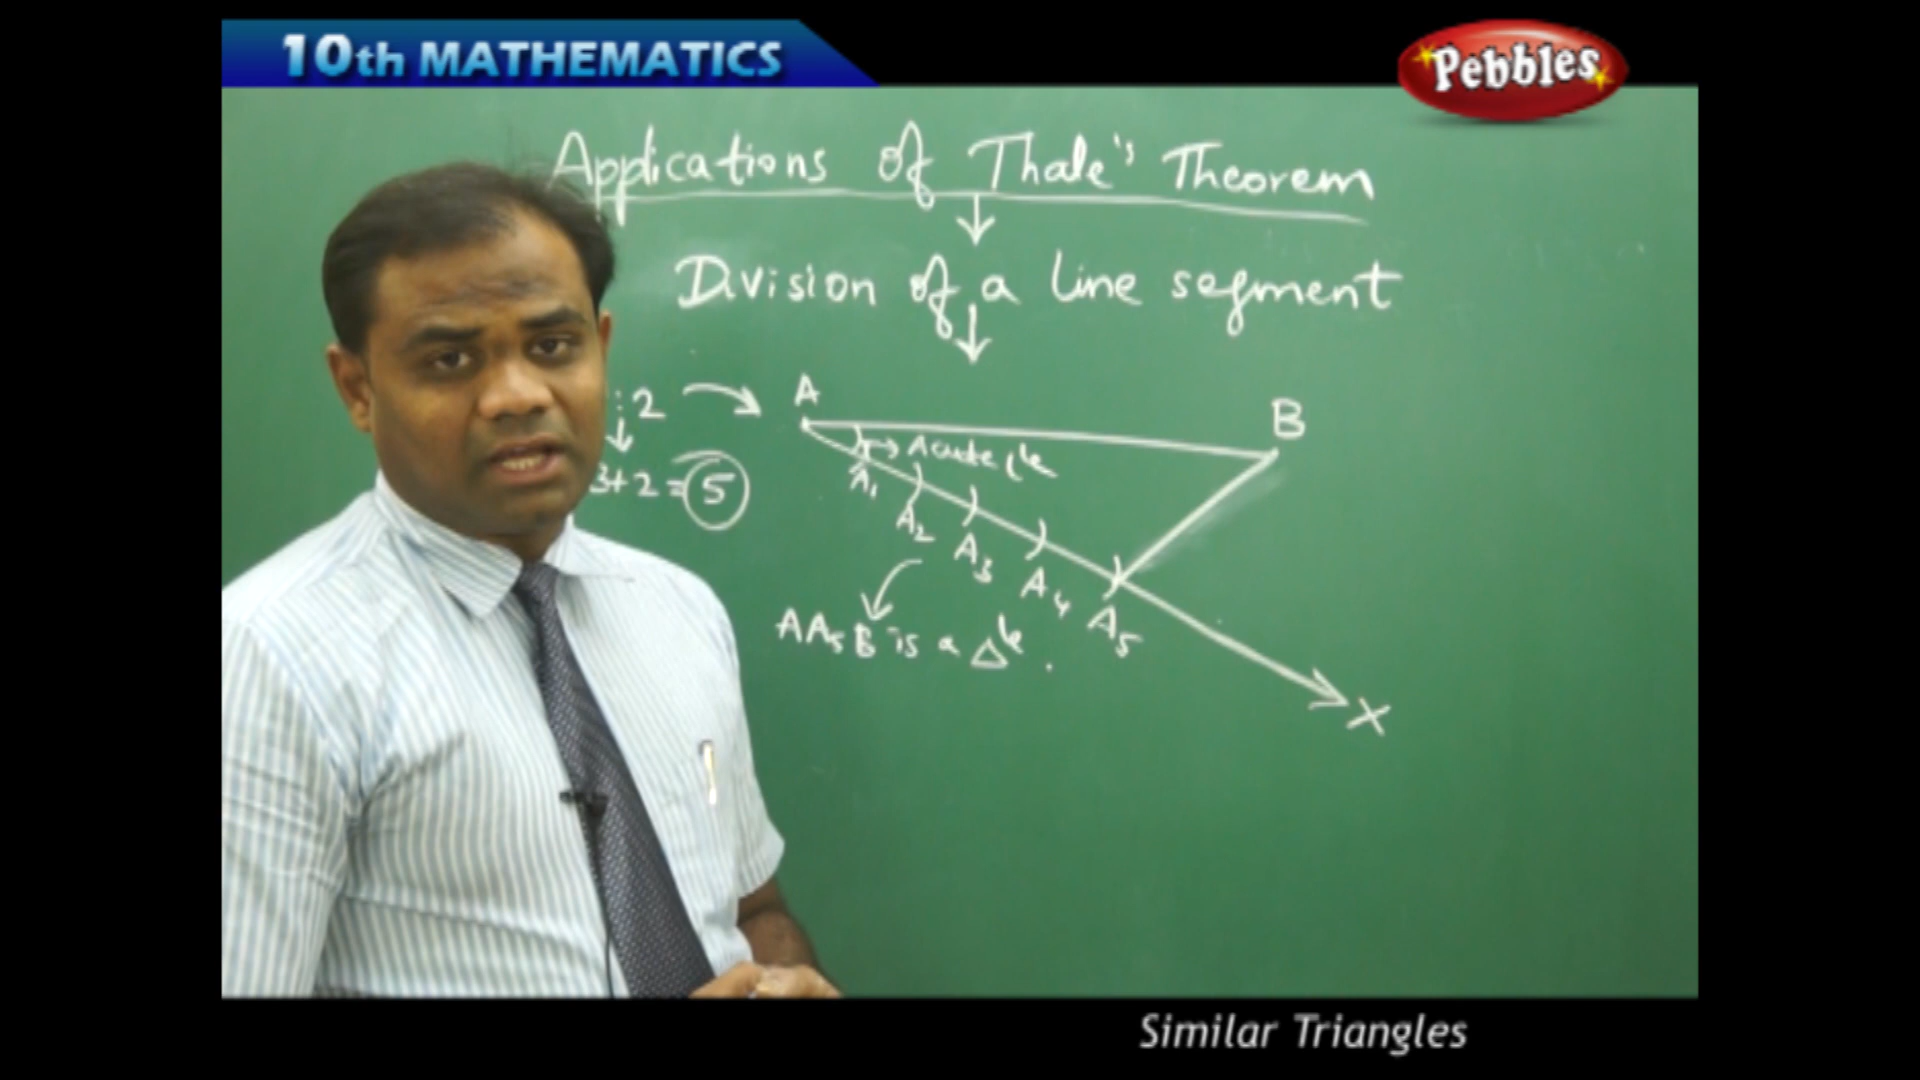 10th MATHEMATICS
Pebbles
Applications of Thale's Theorem
Division of a line segment
:2
3+2=5
A
B
Acute
A1
A2
A3
A4
A5
AA5B is a Δle.
X
Similar Triangles